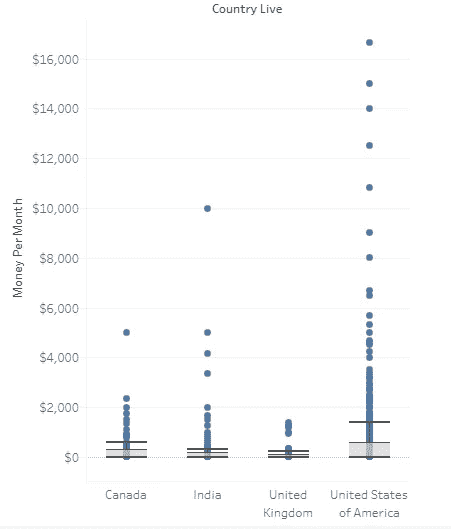 Country Live
Money Per Month
$16,000
$14,000
$12,000
$10,000
$8,000
$6,000
$4,000
$2,000
$0
Canada
India
United
Kingdom
United States
of America